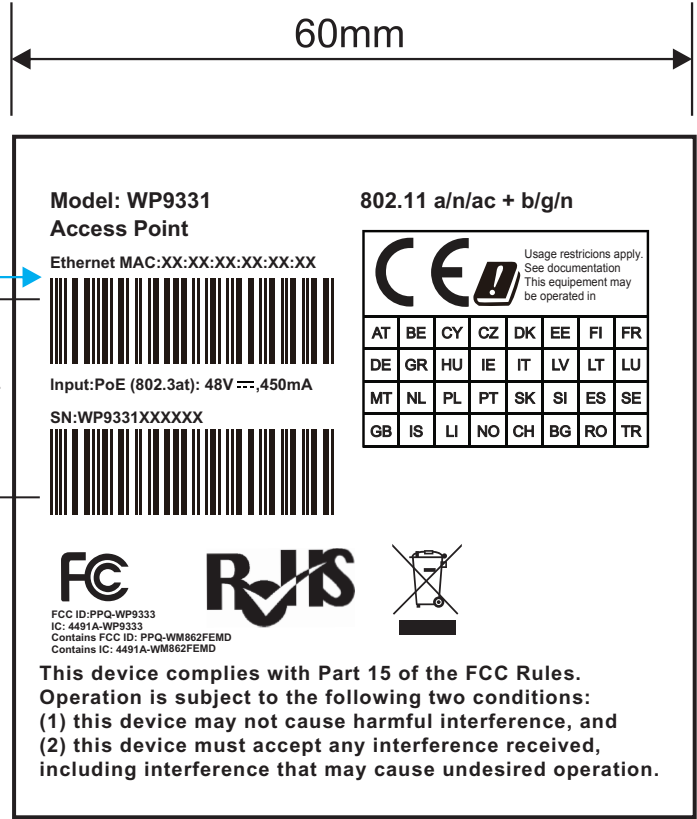 60mm
Model: WP9331
Access Point
802.11 a/n/ac + b/g/n
Ethernet MAC:XX:XX:XX:XX:XX:XX
Input:PoE (802.3at): 48V ⎓,450mA
SN:WP9331XXXXXX
CE
Usage restricions apply.
See documentation
This equipement may
be operated in
AT BE CY CZ DK EE FI FR
DE GR HU IE IT LV LT LU
MT NL PL PT SK SI ES SE
GB IS LI NO CH BG RO TR
FC
RoHS
FCC ID:PPQ-WP9333
IC: 4491A-WP9333
Contains FCC ID: PPQ-WM862FEMD
Contains IC: 4491A-WM862FEMD
This device complies with Part 15 of the FCC Rules.
Operation is subject to the following two conditions:
(1) this device may not cause harmful interference, and
(2) this device must accept any interference received,
including interference that may cause undesired operation.